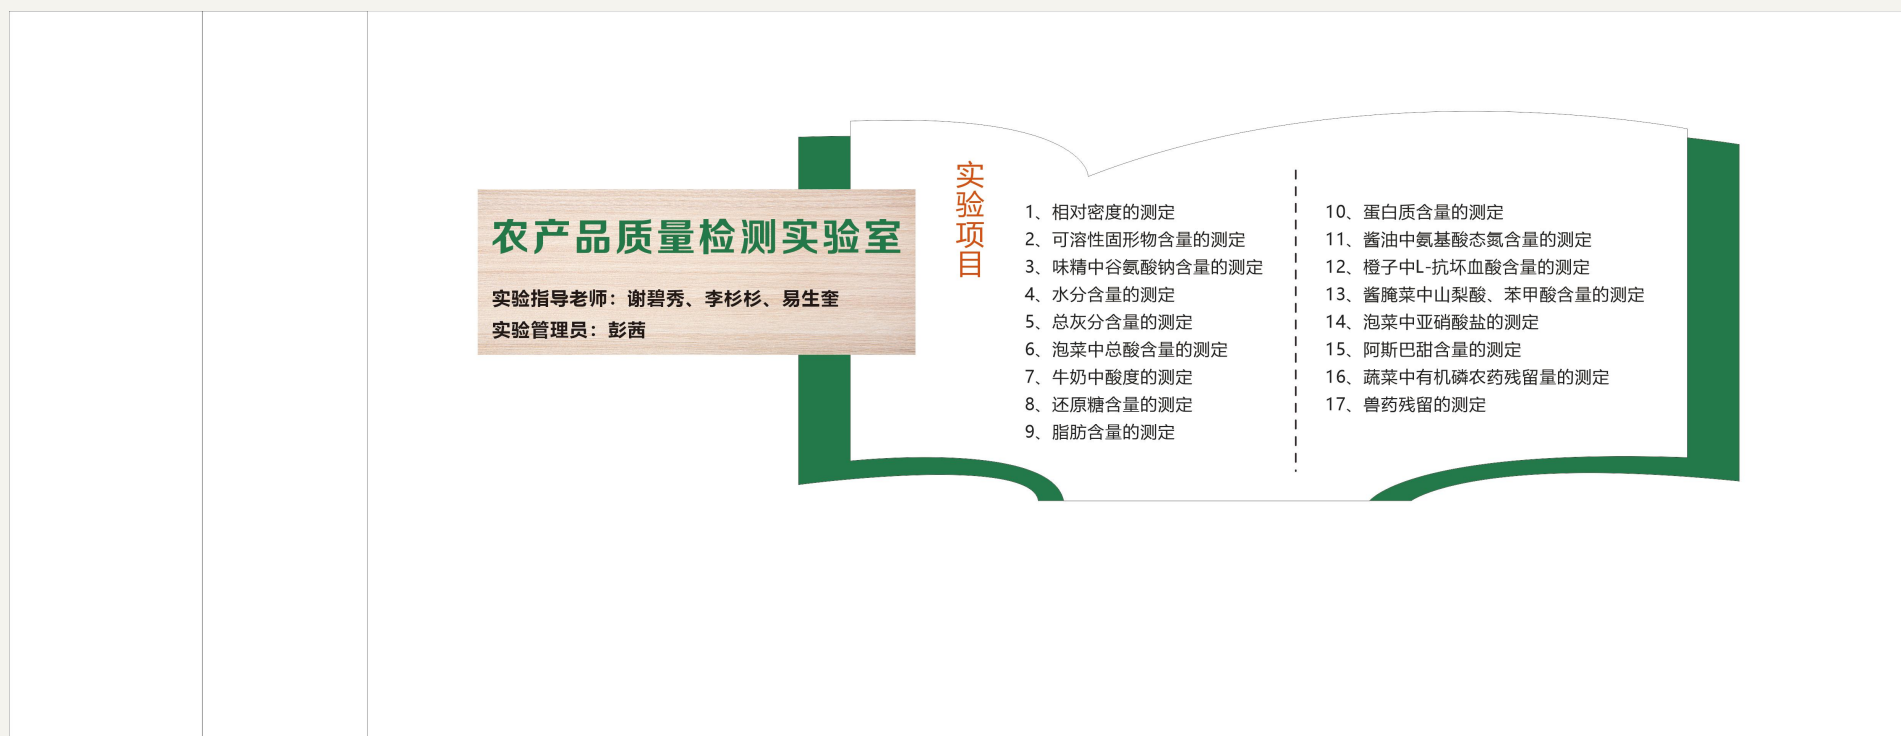 农产品质量检测实验室
实验指导老师：谢碧秀、李杉杉、易生奎
实验管理员：彭茜
实验项目
1、相对密度的测定
2、可溶性固形物含量的测定
3、味精中谷氨酸钠含量的测定
4、水分含量的测定
5、总灰分含量的测定
6、泡菜中总酸含量的测定
7、牛奶中酸度的测定
8、还原糖含量的测定
9、脂肪含量的测定
10、蛋白质含量的测定
11、酱油中氨基酸态氮含量的测定
12、橙子中L-抗坏血酸含量的测定
13、酱腌菜中山梨酸、苯甲酸含量的测定
14、泡菜中亚硝酸盐的测定
15、阿斯巴甜含量的测定
16、蔬菜中有机磷农药残留量的测定
17、兽药残留的测定